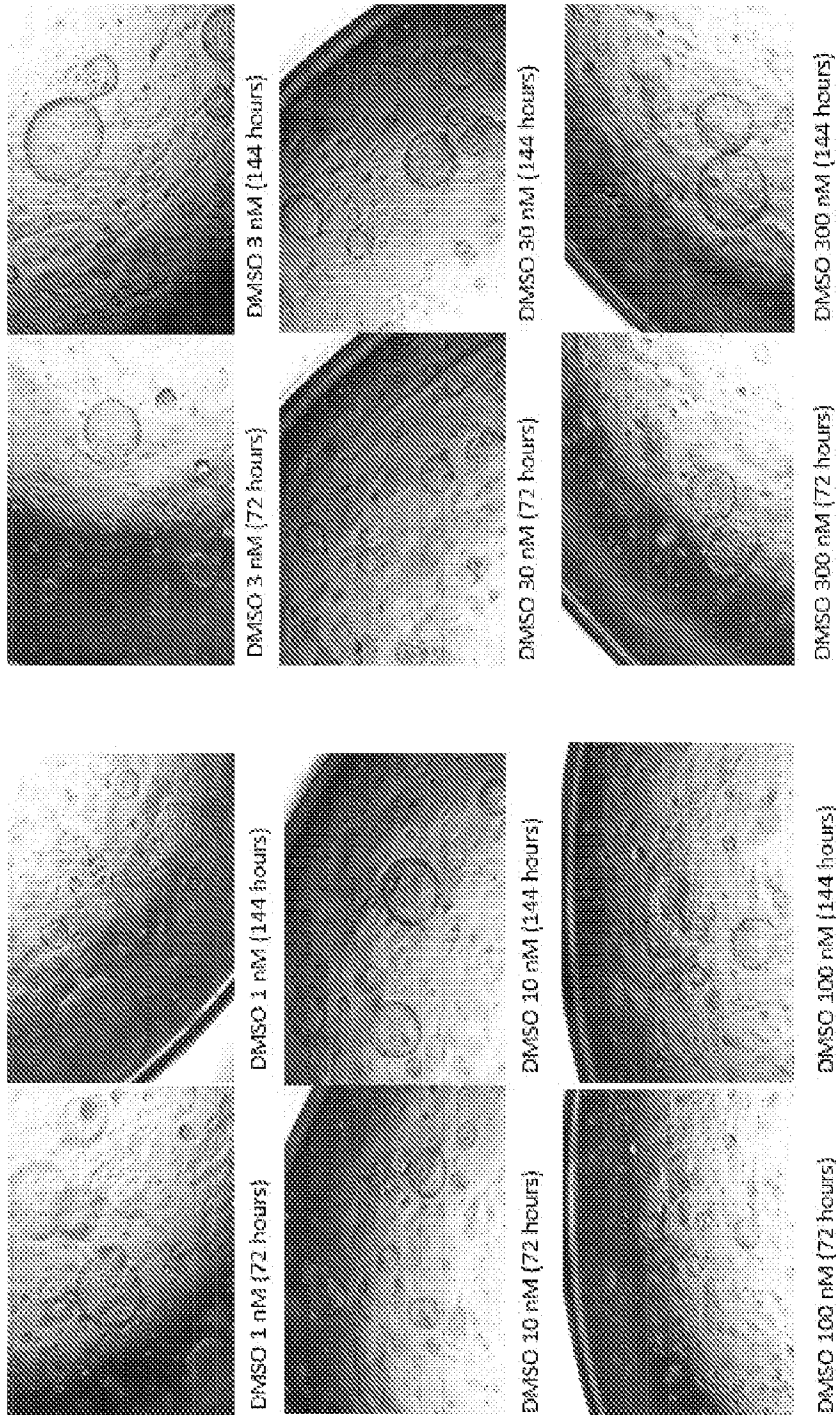 DMSO 1 nM (72 hours)
DMSO 1 nM (144 hours)
DMSO 3 nM (72 hours)
DMSO 3 nM (144 hours)
DMSO 10 nM (72 hours)
DMSO 10 nM (144 hours)
DMSO 30 nM (72 hours)
DMSO 30 nM (144 hours)
DMSO 100 nM (72 hours)
DMSO 100 nM (144 hours)
DMSO 300 nM (72 hours)
DMSO 300 nM (144 hours)